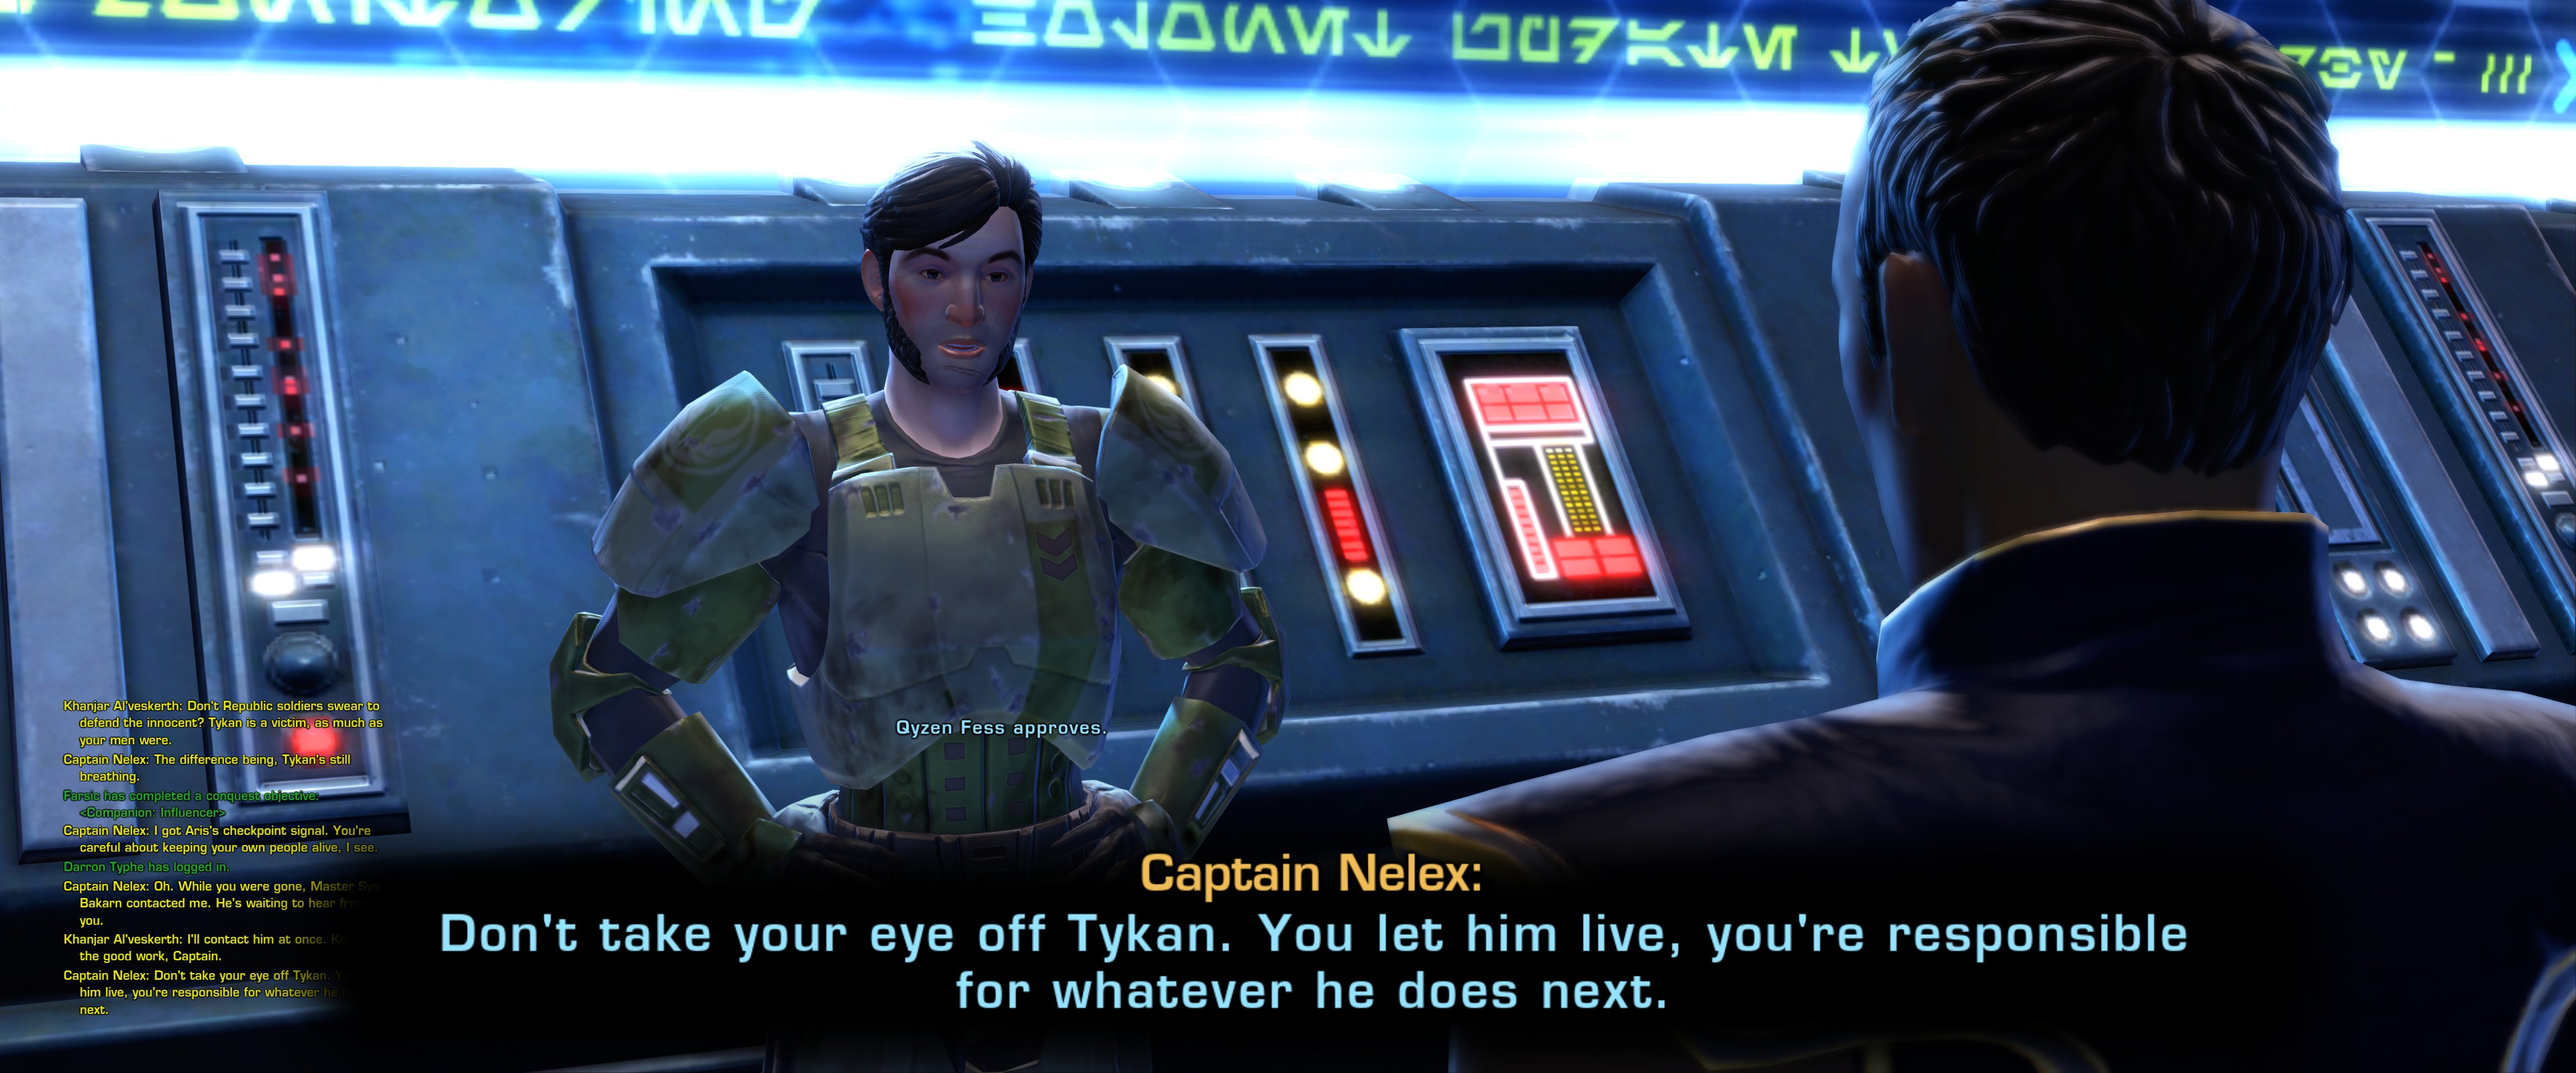 Qyzen Fess approves.
Khanjar Al'veskerth: Don't Republic soldiers swear to
defend the innocent? Tykan is a victim, as much as
your men were.
Captain Nelex: The difference being, Tykan's still
breathing.
Farsic has completed a conquest objective:
<Companion: Influencer>
Captain Nelex: I got Aris's checkpoint signal. You're
careful about keeping your own people alive, I see.
Darron Typhe has logged in.
Captain Nelex: Oh. While you were gone, Master
Bakarn contacted me. He's waiting to hear from
you.
Khanjar Al'veskerth: I'll contact him at once.
the good work, Captain.
Captain Nelex: Don't take your eye off Tykan.
him live, you're responsible for whatever he
next.
Captain Nelex:
Don't take your eye off Tykan. You let him live, you're responsible
for whatever he does next.